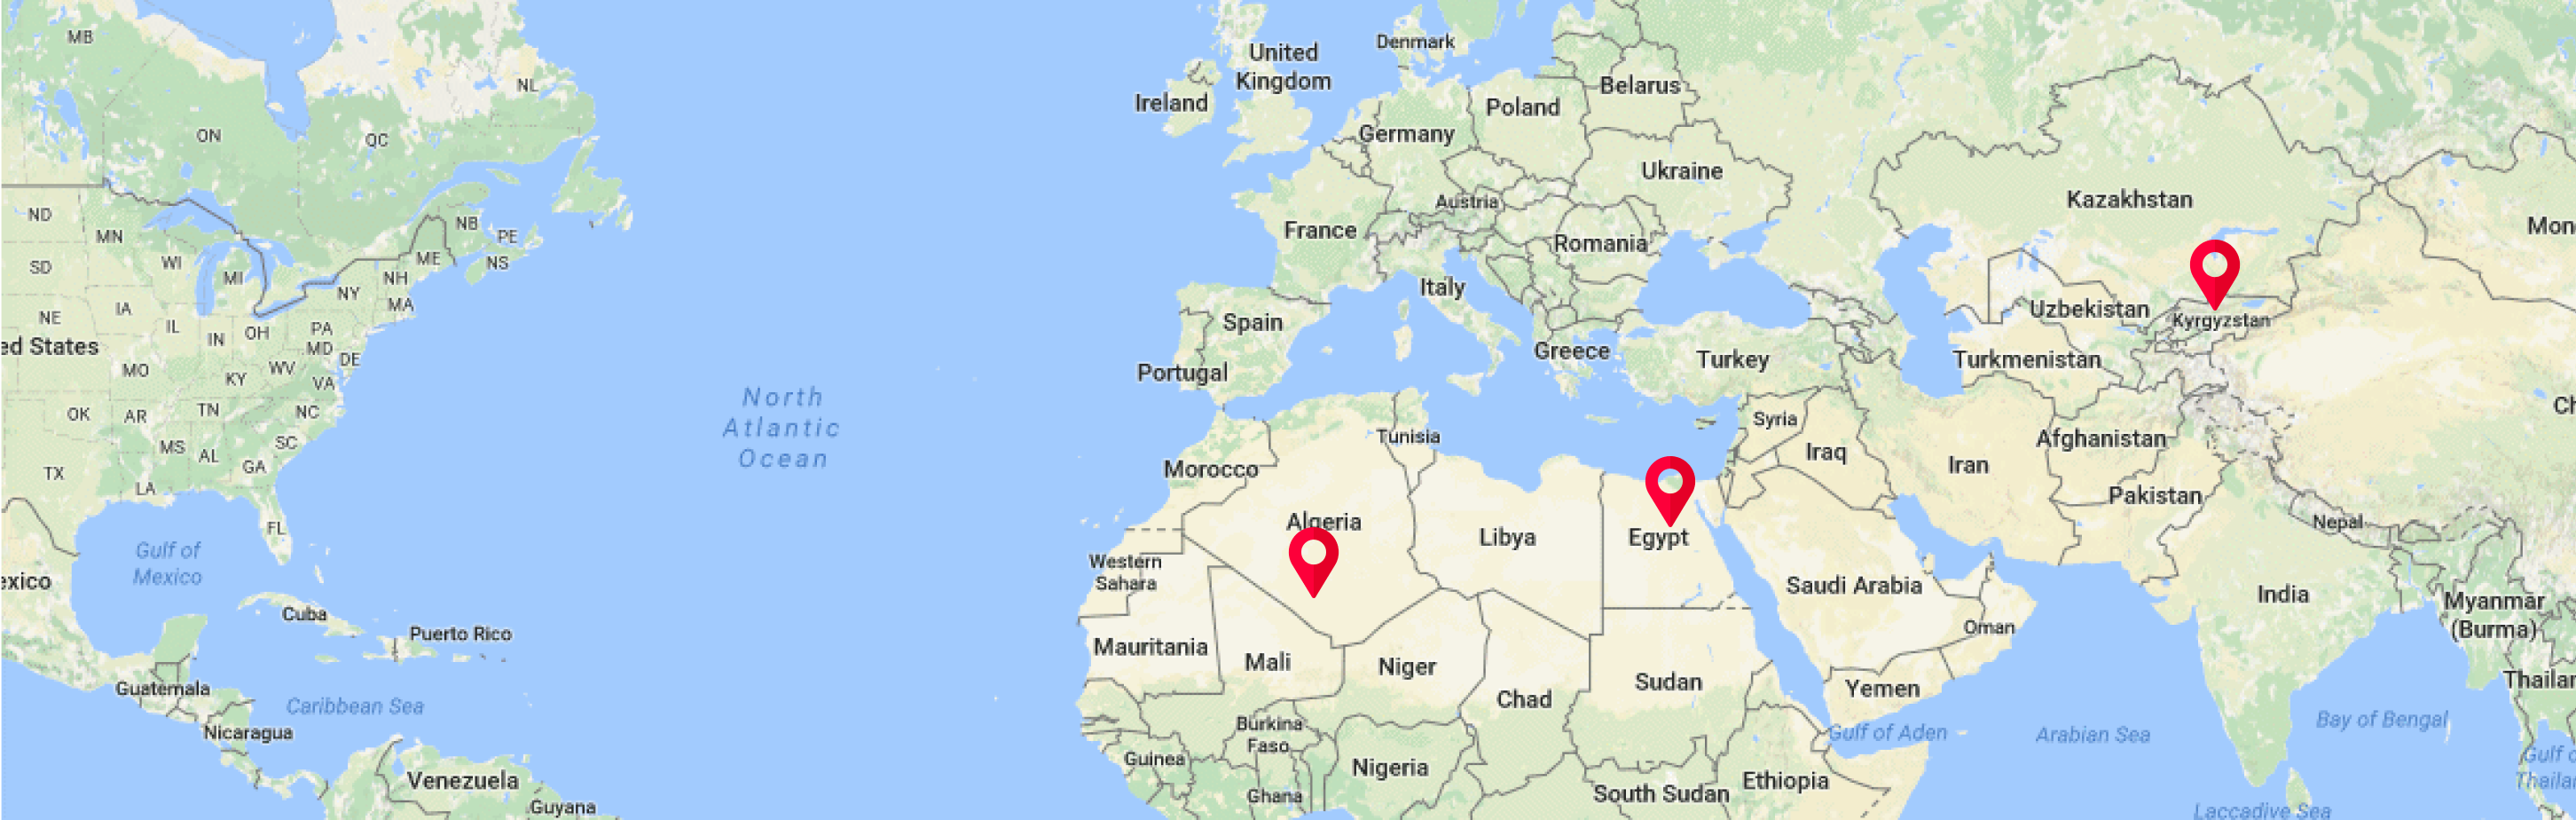 MB
NL
ON
QC
ND
MN
NB
PE
SD
WI
MI
ME
NS
NH
NY
MA
NE
IA
IL
IN
OH
PA
MD
DE
ed States
MO
WV
KY
VA
OK
AR
TN
NC
MS
AL
SC
GA
TX
LA
FL
Gulf of
Mexico
exico
Cuba
Puerto Rico
Guatemala
Caribbean Sea
Nicaragua
Venezuela
Guyana
North
Atlantic
Ocean
United
Kingdom
Ireland
Denmark
Belarus
Poland
Germany
Ukraine
Austria
France
Romania
Italy
Spain
Portugal
Greece
Turkey
Kazakhstan
Mon
Uzbekistan
Kyrgyzstan
Turkmenistan
Ch
Syria
Tunisia
Morocco
Iraq
Iran
Afghanistan
Pakistan
Nepal
Algeria
Libya
Egypt
Western
Sahara
Saudi Arabia
India
Myanmar
(Burma)
Oman
Mauritania
Mali
Niger
Chad
Sudan
Yemen
Thailan
Burkina
Faso
Guinea
Nigeria
Ghana
South Sudan
Ethiopia
Gulf of Aden
Arabian Sea
Bay of Bengal
Gulf o
Thailan
Laccadive Sea